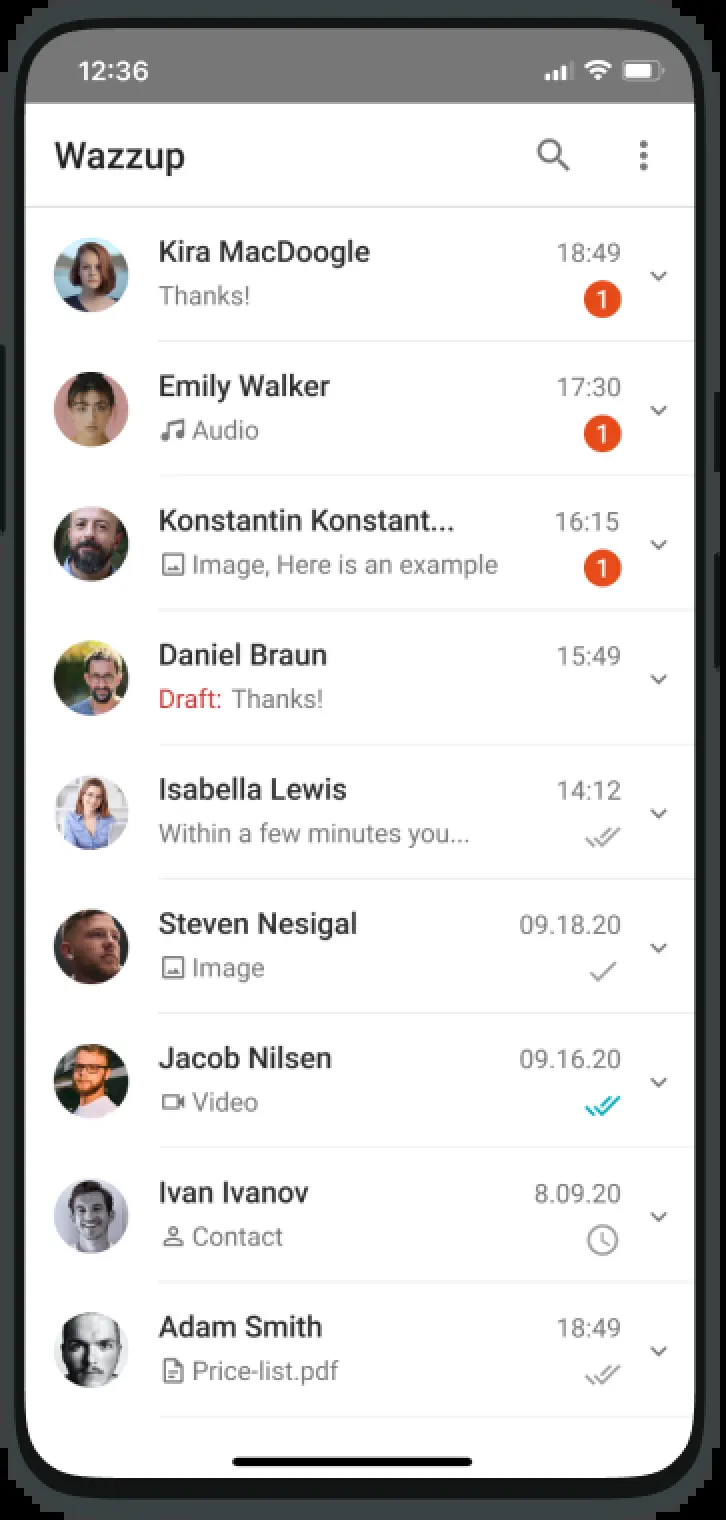 12:36
Wazzup
Kira MacDoogle 18:49
Thanks! 1
Emily Walker 17:30
Audio 1
Konstantin Konstant... 16:15
Image, Here is an example 1
Daniel Braun 15:49
Draft: Thanks!
Isabella Lewis 14:12
Within a few minutes you...
Steven Nesigal 09.18.20
Image
Jacob Nilsen 09.16.20
Video
Ivan Ivanov 8.09.20
Contact
Adam Smith 18:49
Price-list.pdf